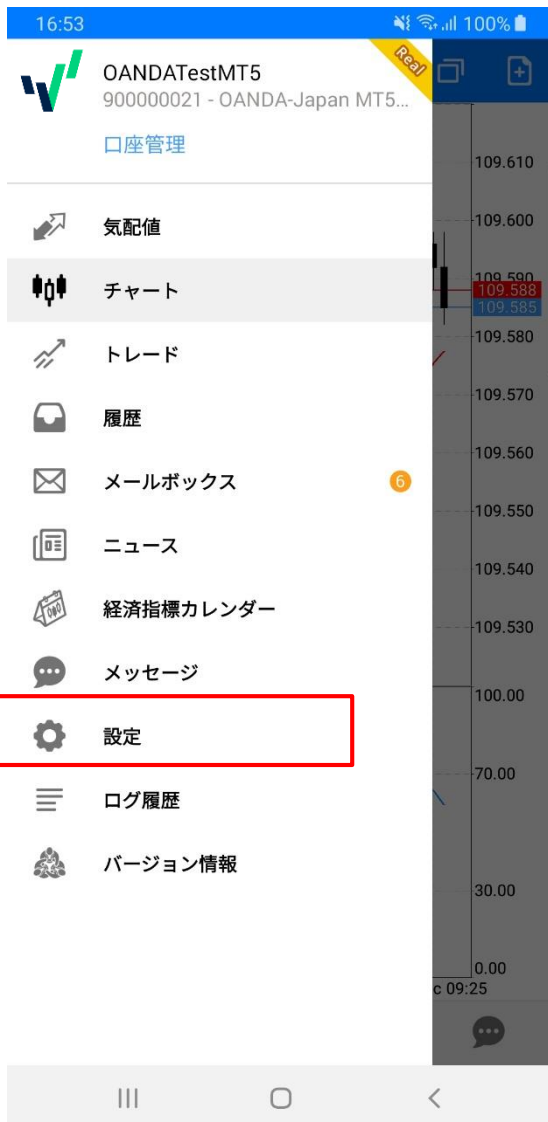 16:53
100%
Real
OANDATestMT5
900000021 - OANDA-Japan MT5...
口座管理
気配値
チャート
トレード
履歴
メールボックス
6
ニュース
経済指標カレンダー
メッセージ
設定
ログ履歴
バージョン情報
109.610
109.600
109.590
109.588
109.585
109.580
109.570
109.560
109.550
109.540
109.530
100.00
70.00
30.00
0.00
c 09:25